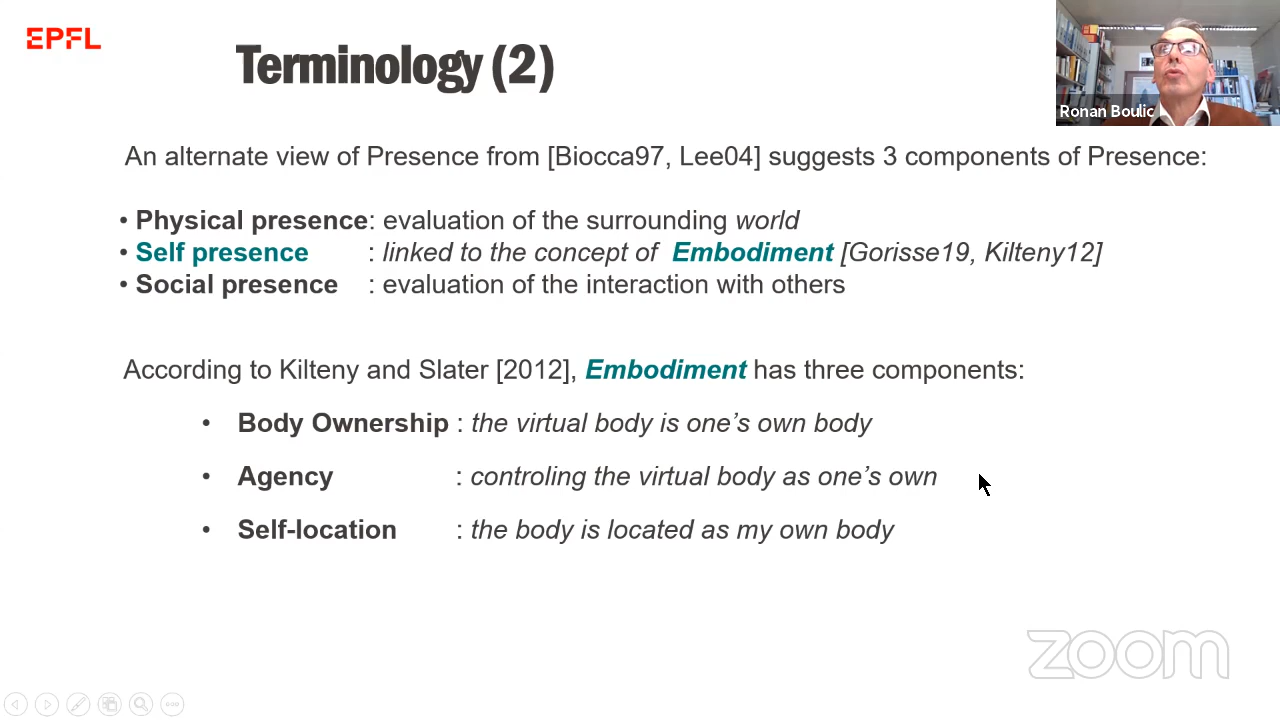 EPFL
Terminology (2)
Ronan Boulic
An alternate view of Presence from [Biocca97, Lee04] suggests 3 components of Presence:
• Physical presence: evaluation of the surrounding world
• Self presence : linked to the concept of Embodiment [Gorisse19, Kilteny12]
• Social presence : evaluation of the interaction with others
According to Kilteny and Slater [2012], Embodiment has three components:
• Body Ownership : the virtual body is one’s own body
• Agency : controling the virtual body as one’s own
• Self-location : the body is located as my own body
zoom